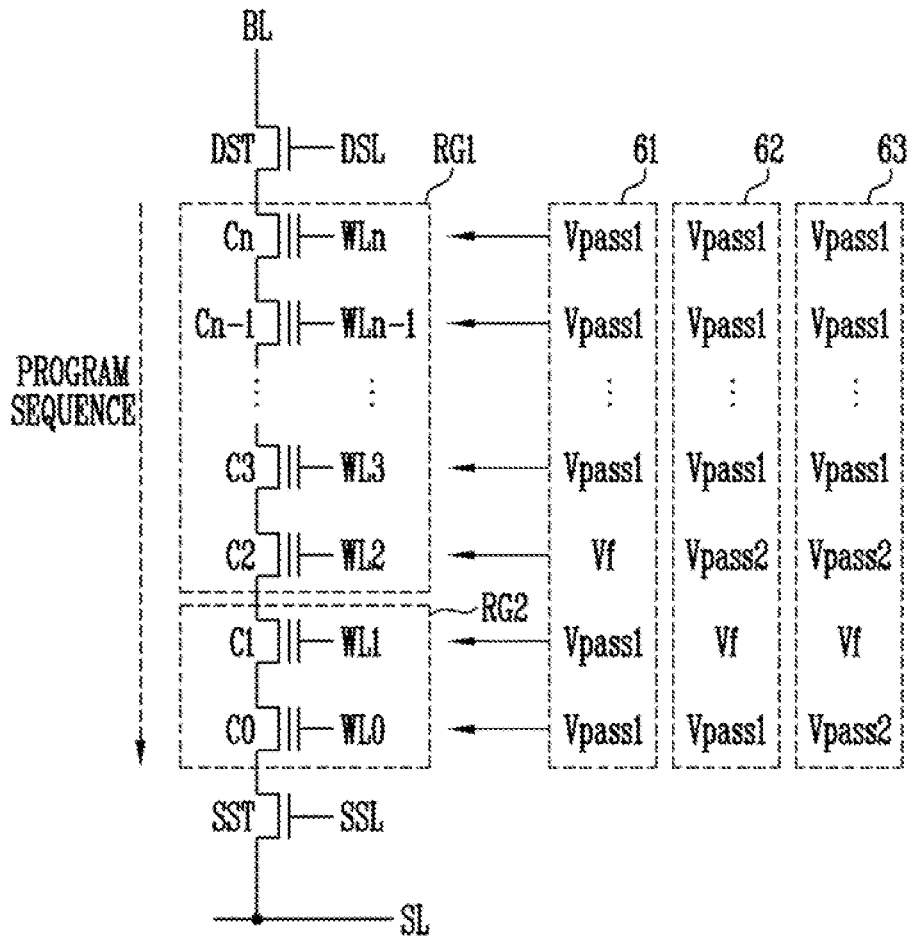 BL
DST DSL RG1 61 62 63
Cn WLn Vpass1 Vpass1 Vpass1
Cn-1 WLn-1 Vpass1 Vpass1 Vpass1
PROGRAM
SEQUENCE
... ... ... ... ...
C3 WL3 Vpass1 Vpass1 Vpass1
C2 WL2 Vf Vpass2 Vpass2
RG2
C1 WL1 Vpass1 Vf Vf
C0 WL0 Vpass1 Vpass1 Vpass2
SST SSL
SL